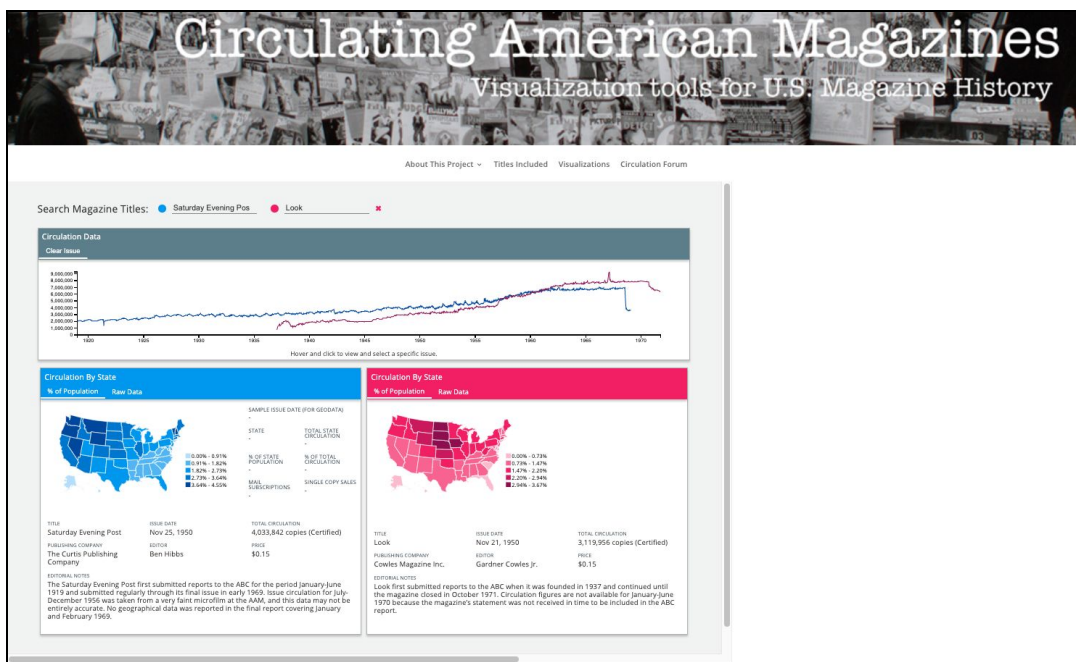 Circulating American Magazines
Visualization tools for U.S. Magazine History
About This Project
Titles Included
Visualizations
Circulation Forum
Search Magazine Titles:
Saturday Evening Pos
Look
Circulation Data
Clear Issue
9,000,000
8,000,000
7,000,000
6,000,000
5,000,000
4,000,000
3,000,000
2,000,000
1,000,000
0
1920 1925 1930 1935 1940 1945 1950 1955 1960 1965 1970
Hover and click to view and select a specific issue.
Circulation By State
% of Population Raw Data
SAMPLE ISSUE DATE (FOR GEODATA)
-
STATE
-
TOTAL STATE
CIRCULATION
-
% OF STATE
POPULATION
-
% OF TOTAL
CIRCULATION
-
MAIL
SUBSCRIPTIONS
-
SINGLE COPY SALES
-
0.00% - 0.91%
0.91% - 1.82%
1.82% - 2.73%
2.73% - 3.64%
3.64% - 4.55%
TITLE
Saturday Evening Post
ISSUE DATE
Nov 25, 1950
TOTAL CIRCULATION
4,033,842 copies (Certified)
PUBLISHING COMPANY
The Curtis Publishing
Company
EDITOR
Ben Hibbs
PRICE
$0.15
EDITORIAL NOTES
The Saturday Evening Post first submitted reports to the ABC for the period January-June
1919 and submitted regularly through its final issue in early 1969. Issue circulation for July-
December 1956 was taken from a very faint microfilm at the AAM, and this data may not be
entirely accurate. No geographical data was reported in the final report covering January
and February 1969.
Circulation By State
% of Population Raw Data
0.00% - 0.73%
0.73% - 1.47%
1.47% - 2.20%
2.20% - 2.94%
2.94% - 3.67%
TITLE
Look
ISSUE DATE
Nov 21, 1950
TOTAL CIRCULATION
3,119,956 copies (Certified)
PUBLISHING COMPANY
Cowles Magazine Inc.
EDITOR
Gardner Cowles Jr.
PRICE
$0.15
EDITORIAL NOTES
Look first submitted reports to the ABC when it was founded in 1937 and continued until
the magazine closed in October 1971. Circulation figures are not available for January-June
1970 because the magazine's statement was not received in time to be included in the ABC
report.